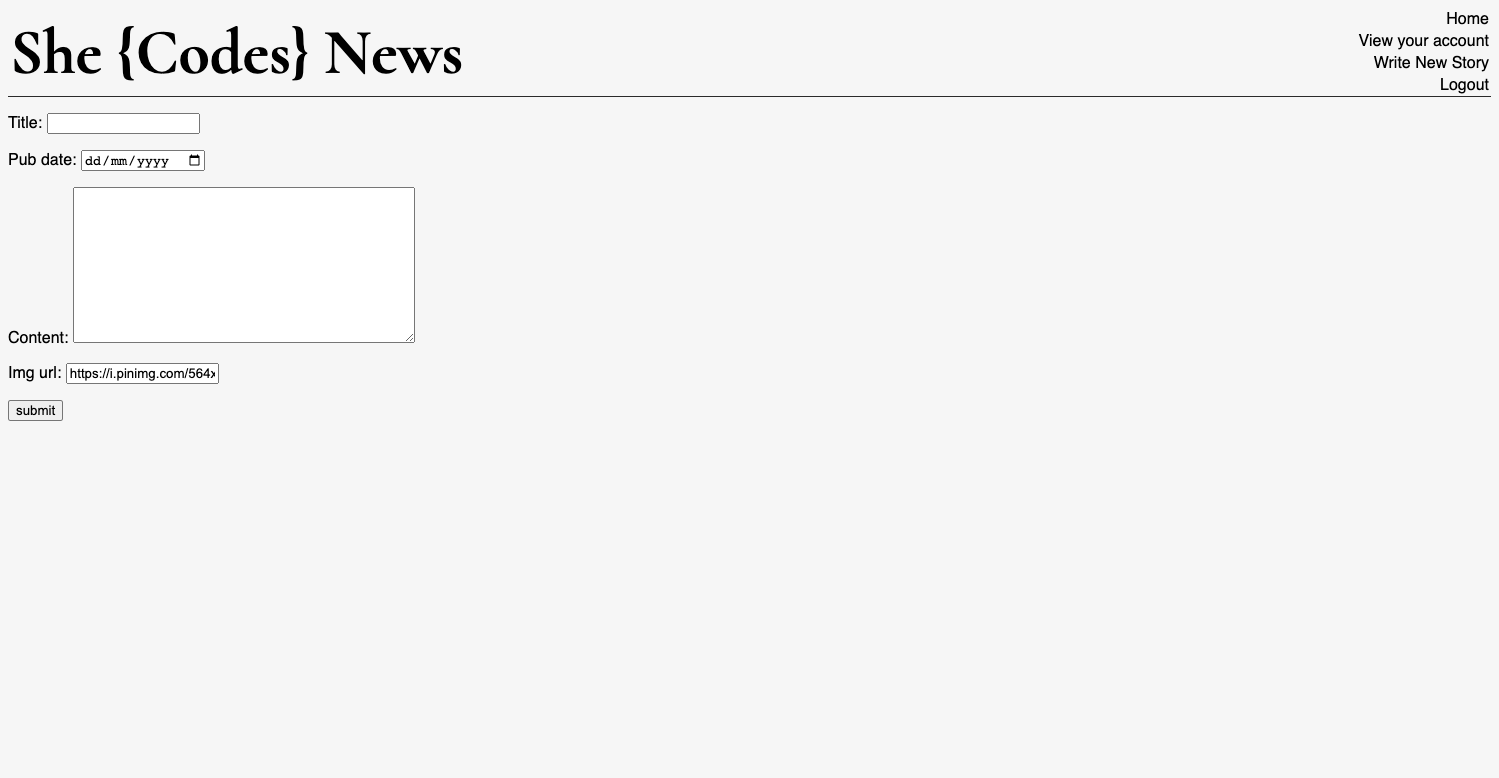 She {Codes} News
Home
View your account
Write New Story
Logout
Title:
Pub date: dd/mm/yyyy
Content:
Img url: https://i.pinimg.com/564x
submit